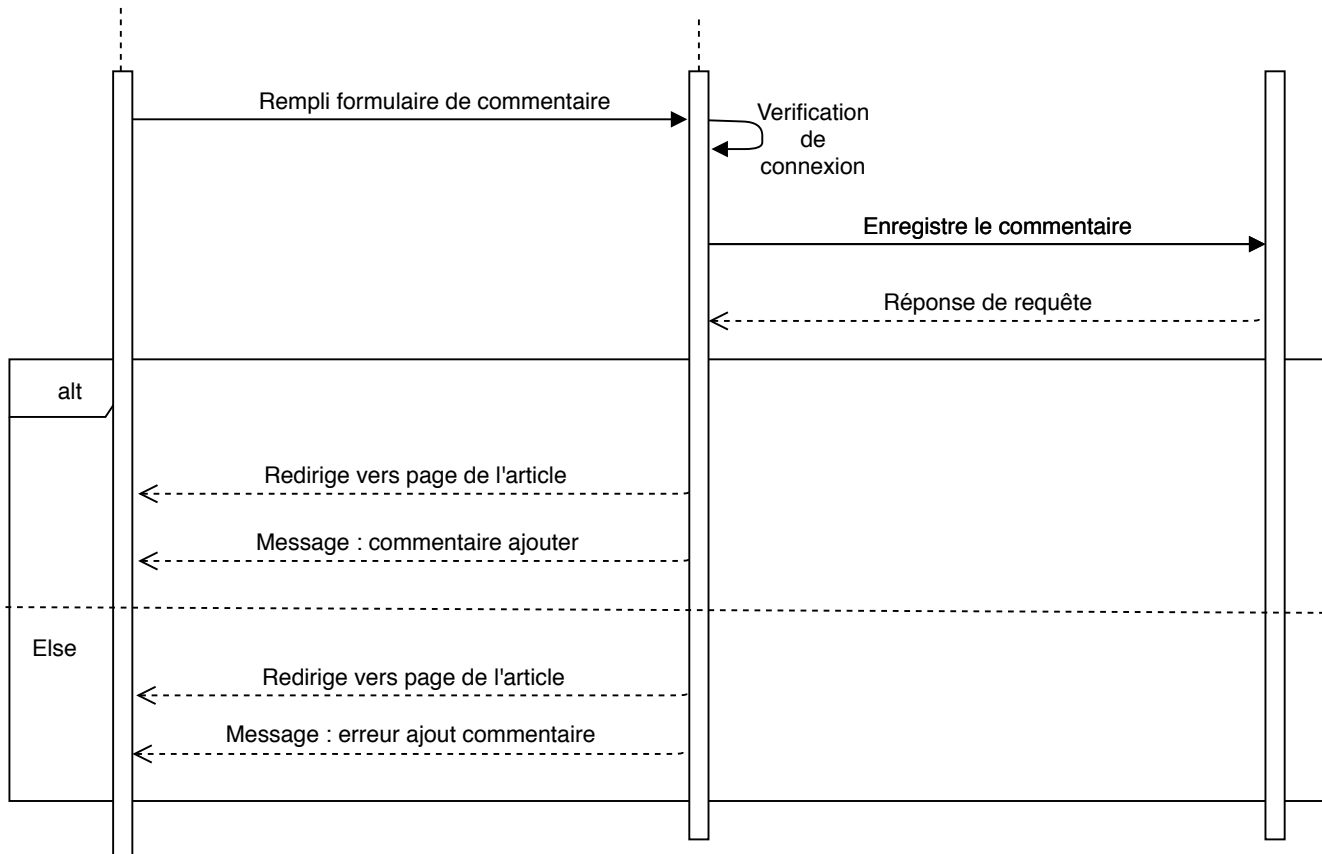 Rempli formulaire de commentaire
Verification
de
connexion
Enregistre le commentaire
Réponse de requête
alt
Redirige vers page de l'article
Message : commentaire ajouter
Else
Redirige vers page de l'article
Message : erreur ajout commentaire